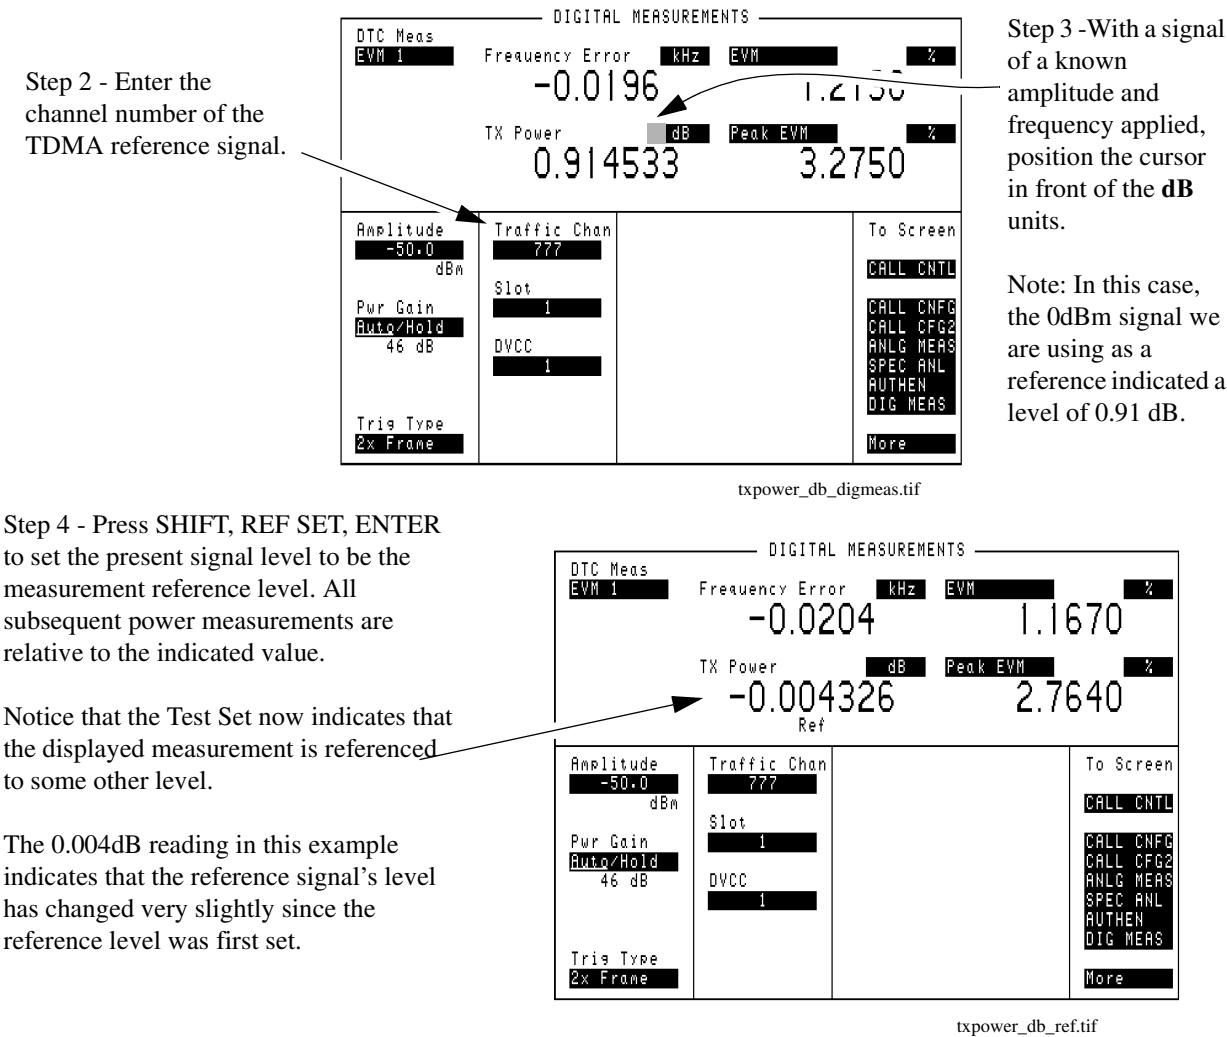 Step 2 - Enter the
channel number of the
TDMA reference signal.
DIGITAL MEASUREMENTS
DTC Meas
EVM 1
Frequency Error kHz
-0.0196
EVM %
TX Power dB
0.914533
Peak EVM %
3.2750
Amplitude
-50.0
dBm
Pwr Gain
Auto/Hold
46 dB
Trig Type
2x Frame
Traffic Chan
777
Slot
1
DVCC
1
To Screen
CALL CNTL
CALL CNFG
CALL CFG2
ANLG MEAS
SPEC ANL
AUTHEN
DIG MEAS
More
txpower_db_digmeas.tif
Step 3 -With a signal
of a known
amplitude and
frequency applied,
position the cursor
in front of the dB
units.
Note: In this case,
the 0dBm signal we
are using as a
reference indicated a
level of 0.91 dB.
Step 4 - Press SHIFT, REF SET, ENTER
to set the present signal level to be the
measurement reference level. All
subsequent power measurements are
relative to the indicated value.
Notice that the Test Set now indicates that
the displayed measurement is referenced
to some other level.
The 0.004dB reading in this example
indicates that the reference signal's level
has changed very slightly since the
reference level was first set.
DIGITAL MEASUREMENTS
DTC Meas
EVM 1
Frequency Error kHz
-0.0204
EVM %
1.1670
TX Power dB
-0.004326
Ref
Peak EVM %
2.7640
Amplitude
-50.0
dBm
Pwr Gain
Auto/Hold
46 dB
Trig Type
2x Frame
Traffic Chan
777
Slot
1
DVCC
1
To Screen
CALL CNTL
CALL CNFG
CALL CFG2
ANLG MEAS
SPEC ANL
AUTHEN
DIG MEAS
More
txpower_db_ref.tif